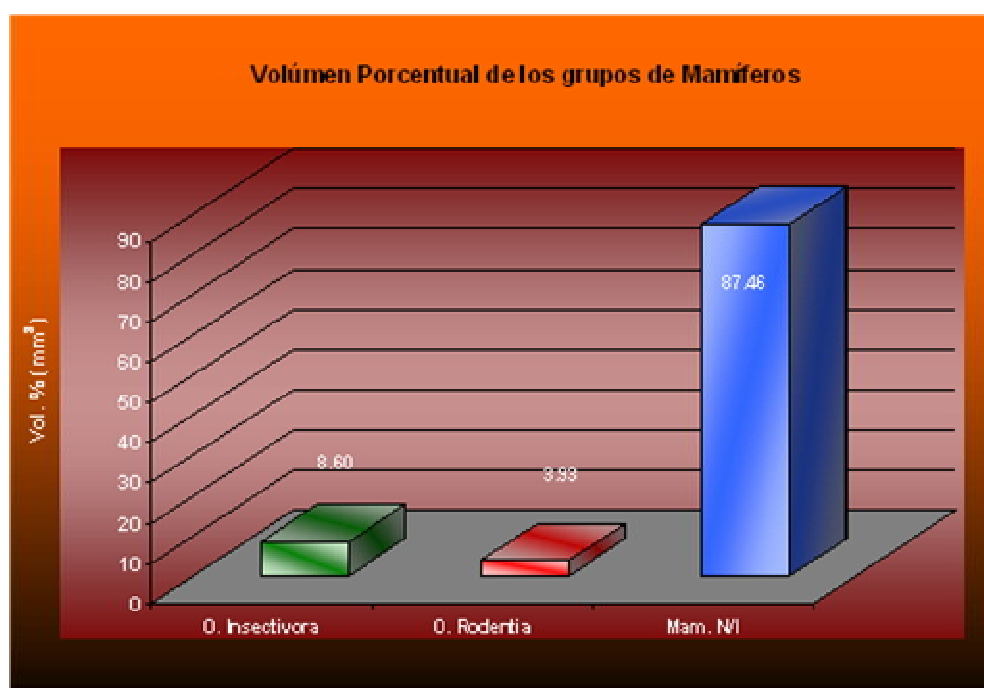 Volúmen Porcentual de los grupos de Mamíferos
Vol. % (mm³)
90
80
70
60
50
40
30
20
10
0
8.60
3.93
87.46
O. Insectivora
O. Rodentia
Mam. N/I